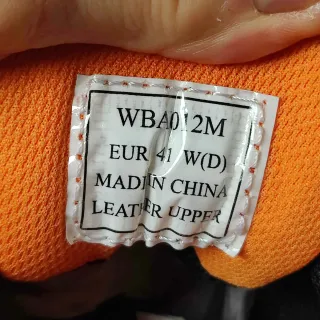 WBA012M
EUR 41 W(D)
MADE IN CHINA
LEATHER UPPER